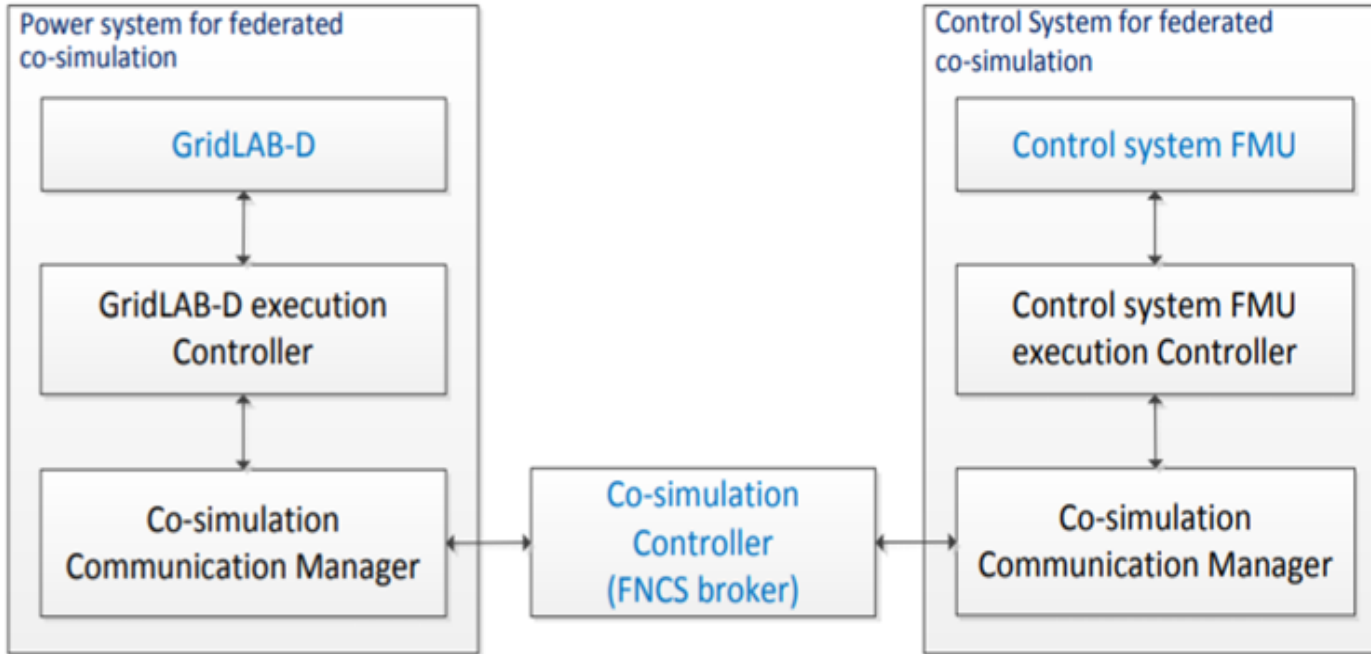 Power system for federated
co-simulation
GridLAB-D
GridLAB-D execution
Controller
Co-simulation
Communication Manager
Co-simulation
Controller
(FNCS broker)
Control System for federated
co-simulation
Control system FMU
Control system FMU
execution Controller
Co-simulation
Communication Manager